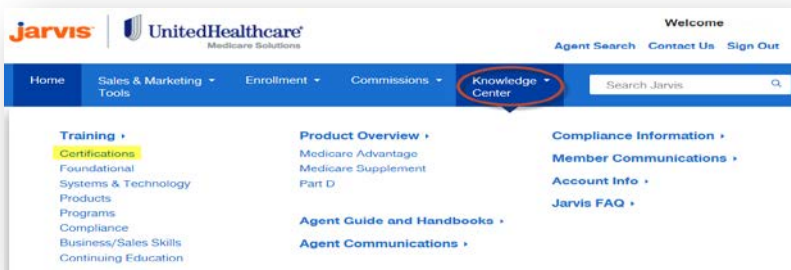 jarvis UnitedHealthcare®
Medicare Solutions
Welcome
Agent Search Contact Us Sign Out
Home Sales & Marketing Tools Enrollment Commissions Knowledge Center Search Jarvis
Training
Certifications
Foundational
Systems & Technology
Products
Programs
Compliance
Business/Sales Skills
Continuing Education
Product Overview
Medicare Advantage
Medicare Supplement
Part D
Agent Guide and Handbooks
Agent Communications
Compliance Information
Member Communications
Account Info
Jarvis FAQ